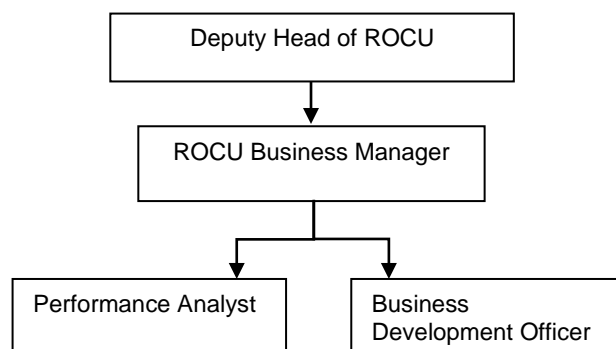 Deputy Head of ROCU
ROCU Business Manager
Performance Analyst
Business
Development Officer